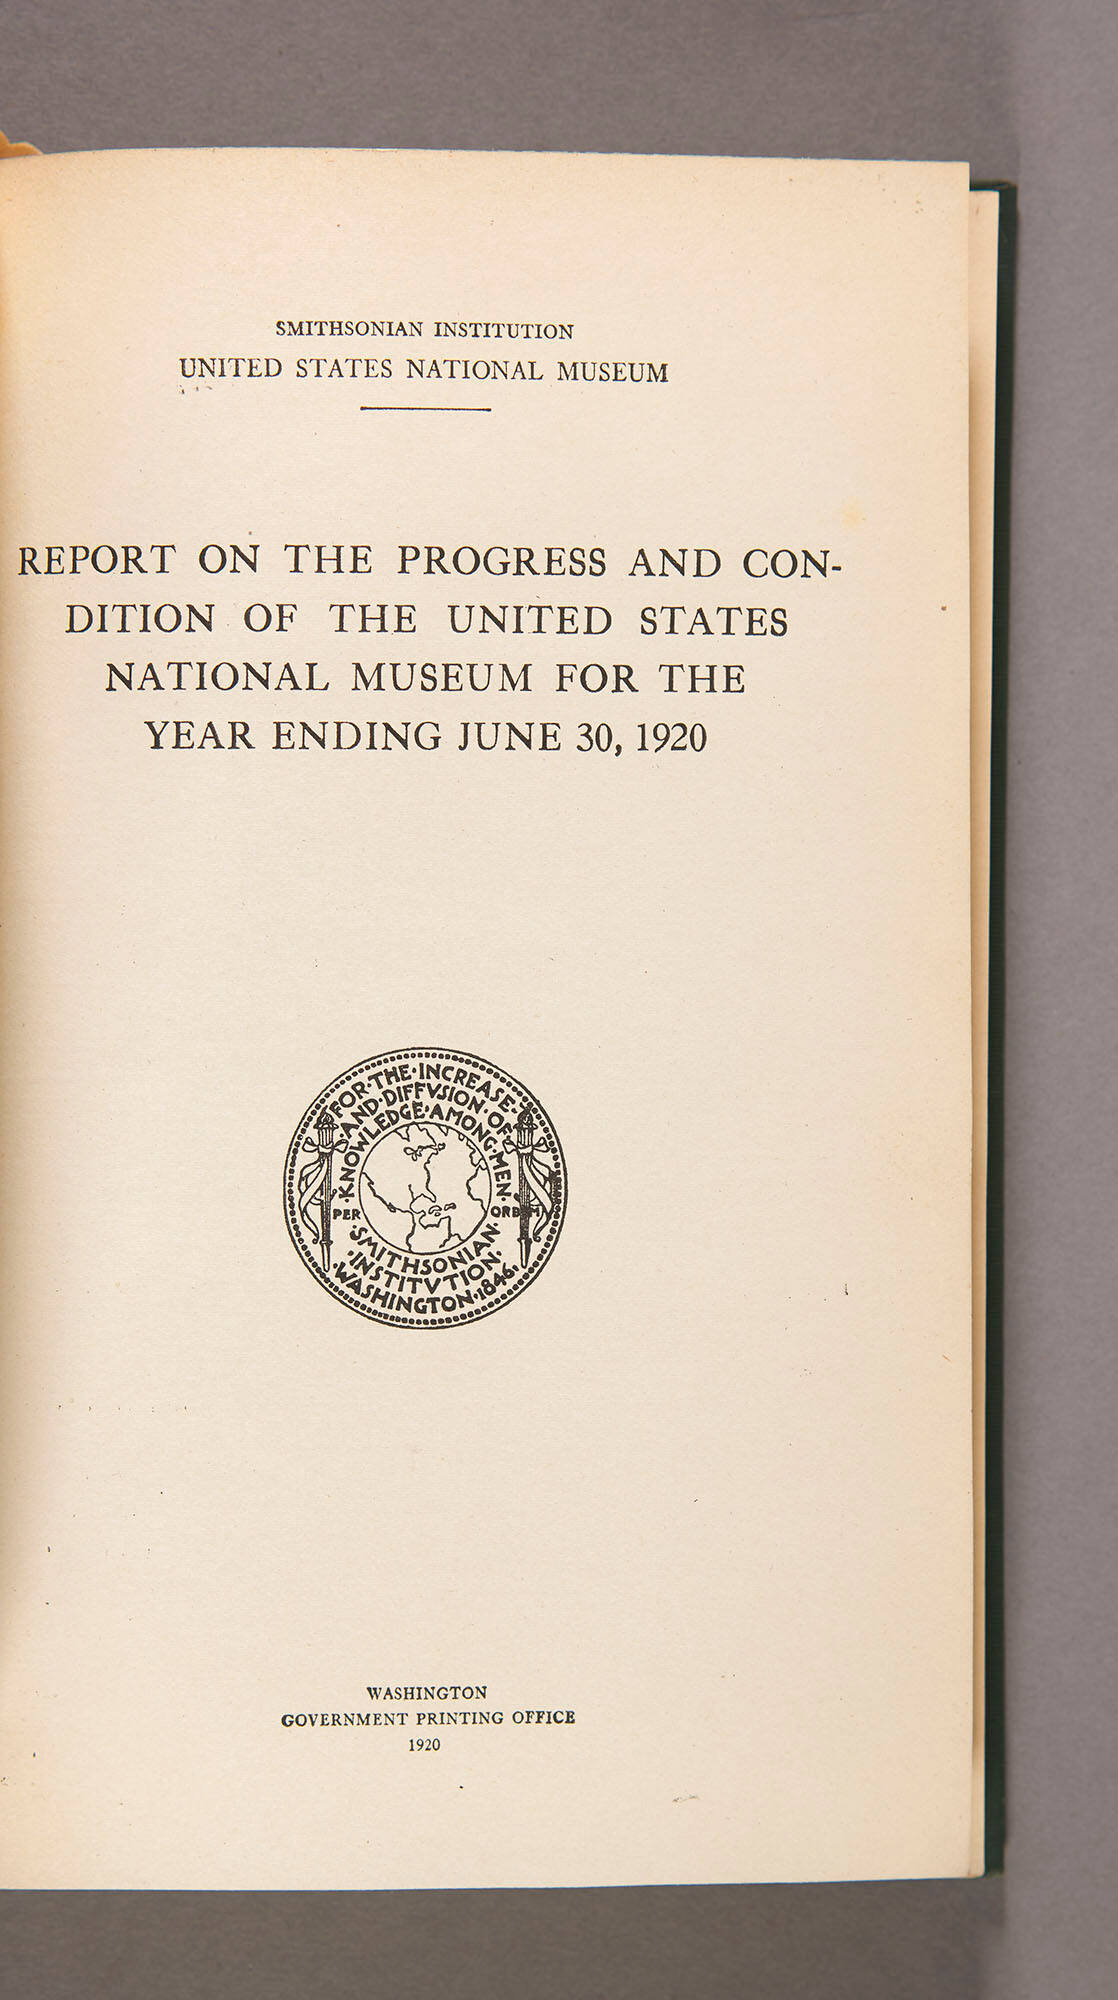 SMITHSONIAN INSTITUTION
UNITED STATES NATIONAL MUSEUM
REPORT ON THE PROGRESS AND CON-
DITION OF THE UNITED STATES
NATIONAL MUSEUM FOR THE
YEAR ENDING JUNE 30, 1920
FOR·THE·INCREASE·
·AND·DIFFVSION·OF·
·KNOWLEDGE·AMONG·MEN·
PER ORBEM
·SMITHSONIAN·
·INSTITVTION·
·WASHINGTON·1846·
WASHINGTON
GOVERNMENT PRINTING OFFICE
1920